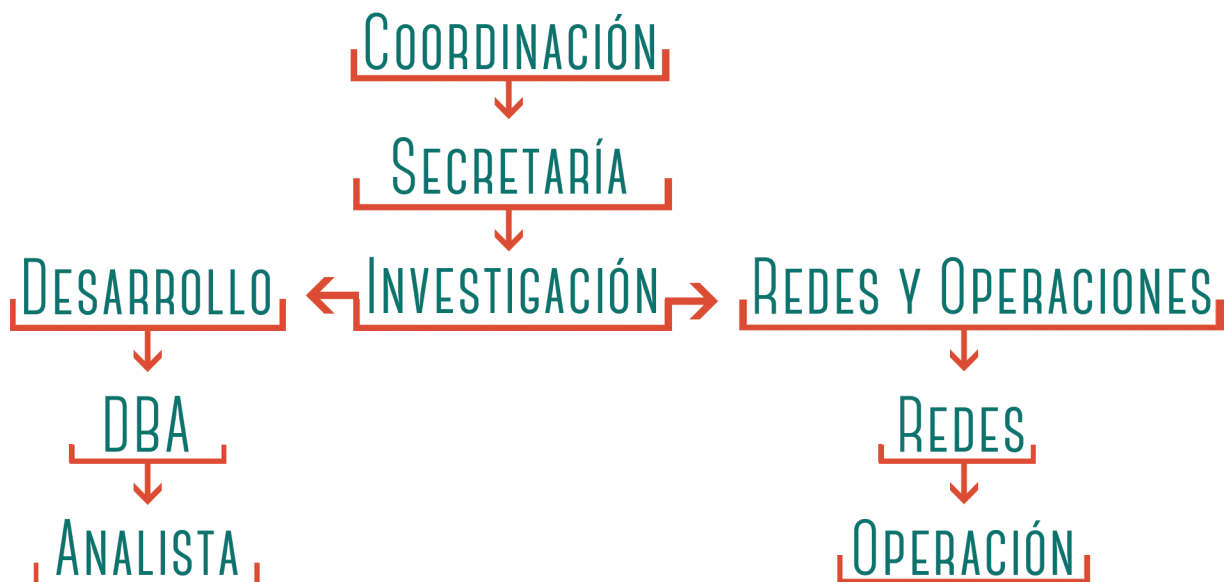 Coordinación
Secretaría
Desarrollo
Investigación
Redes y Operaciones
DBA
Redes
Analista
Operación